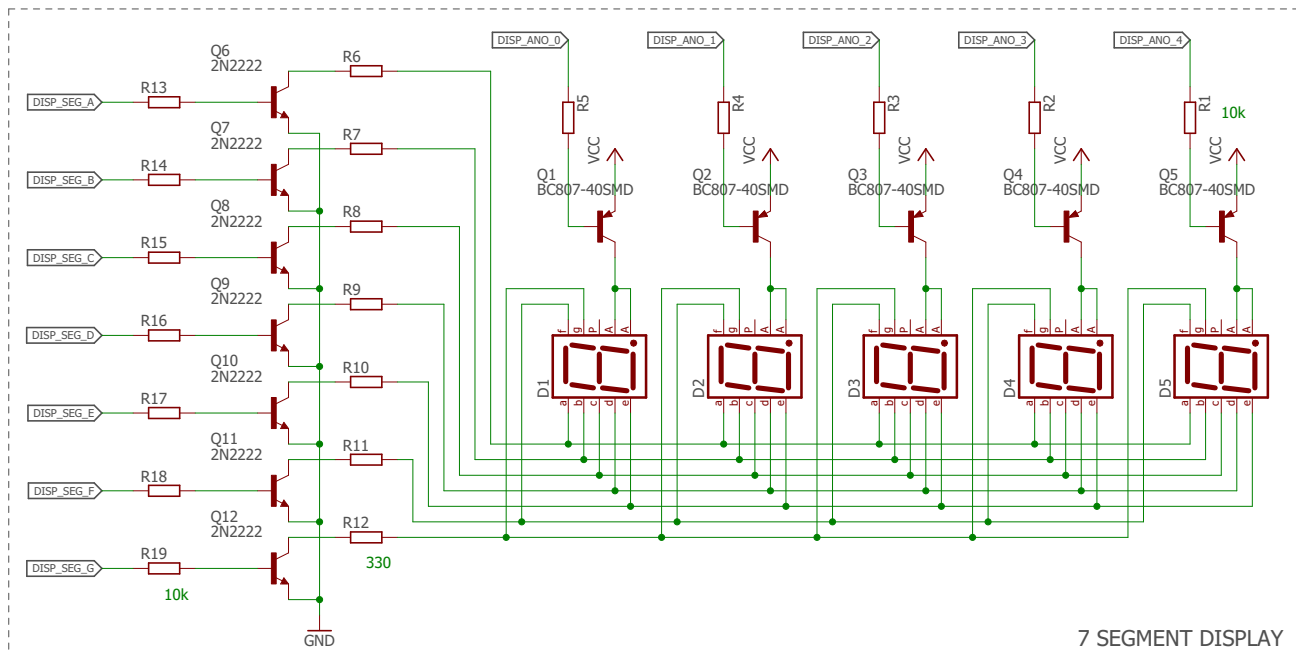 DISP_ANO_0
DISP_ANO_1
DISP_ANO_2
DISP_ANO_3
DISP_ANO_4
Q6
2N2222
R6
R13
DISP_SEG_A
R5
R4
R3
R2
R1
10k
Q7
2N2222
R7
R14
DISP_SEG_B
VCC
VCC
VCC
VCC
VCC
Q1
BC807-40SMD
Q2
BC807-40SMD
Q3
BC807-40SMD
Q4
BC807-40SMD
Q5
BC807-40SMD
Q8
2N2222
R8
R15
DISP_SEG_C
Q9
2N2222
R9
R16
DISP_SEG_D
f g P A A
f g P A A
f g P A A
f g P A A
f g P A A
D1
D2
D3
D4
D5
a b c d e
a b c d e
a b c d e
a b c d e
a b c d e
Q10
2N2222
R10
R17
DISP_SEG_E
Q11
2N2222
R11
R18
DISP_SEG_F
Q12
2N2222
R12
330
R19
DISP_SEG_G
10k
GND
7 SEGMENT DISPLAY